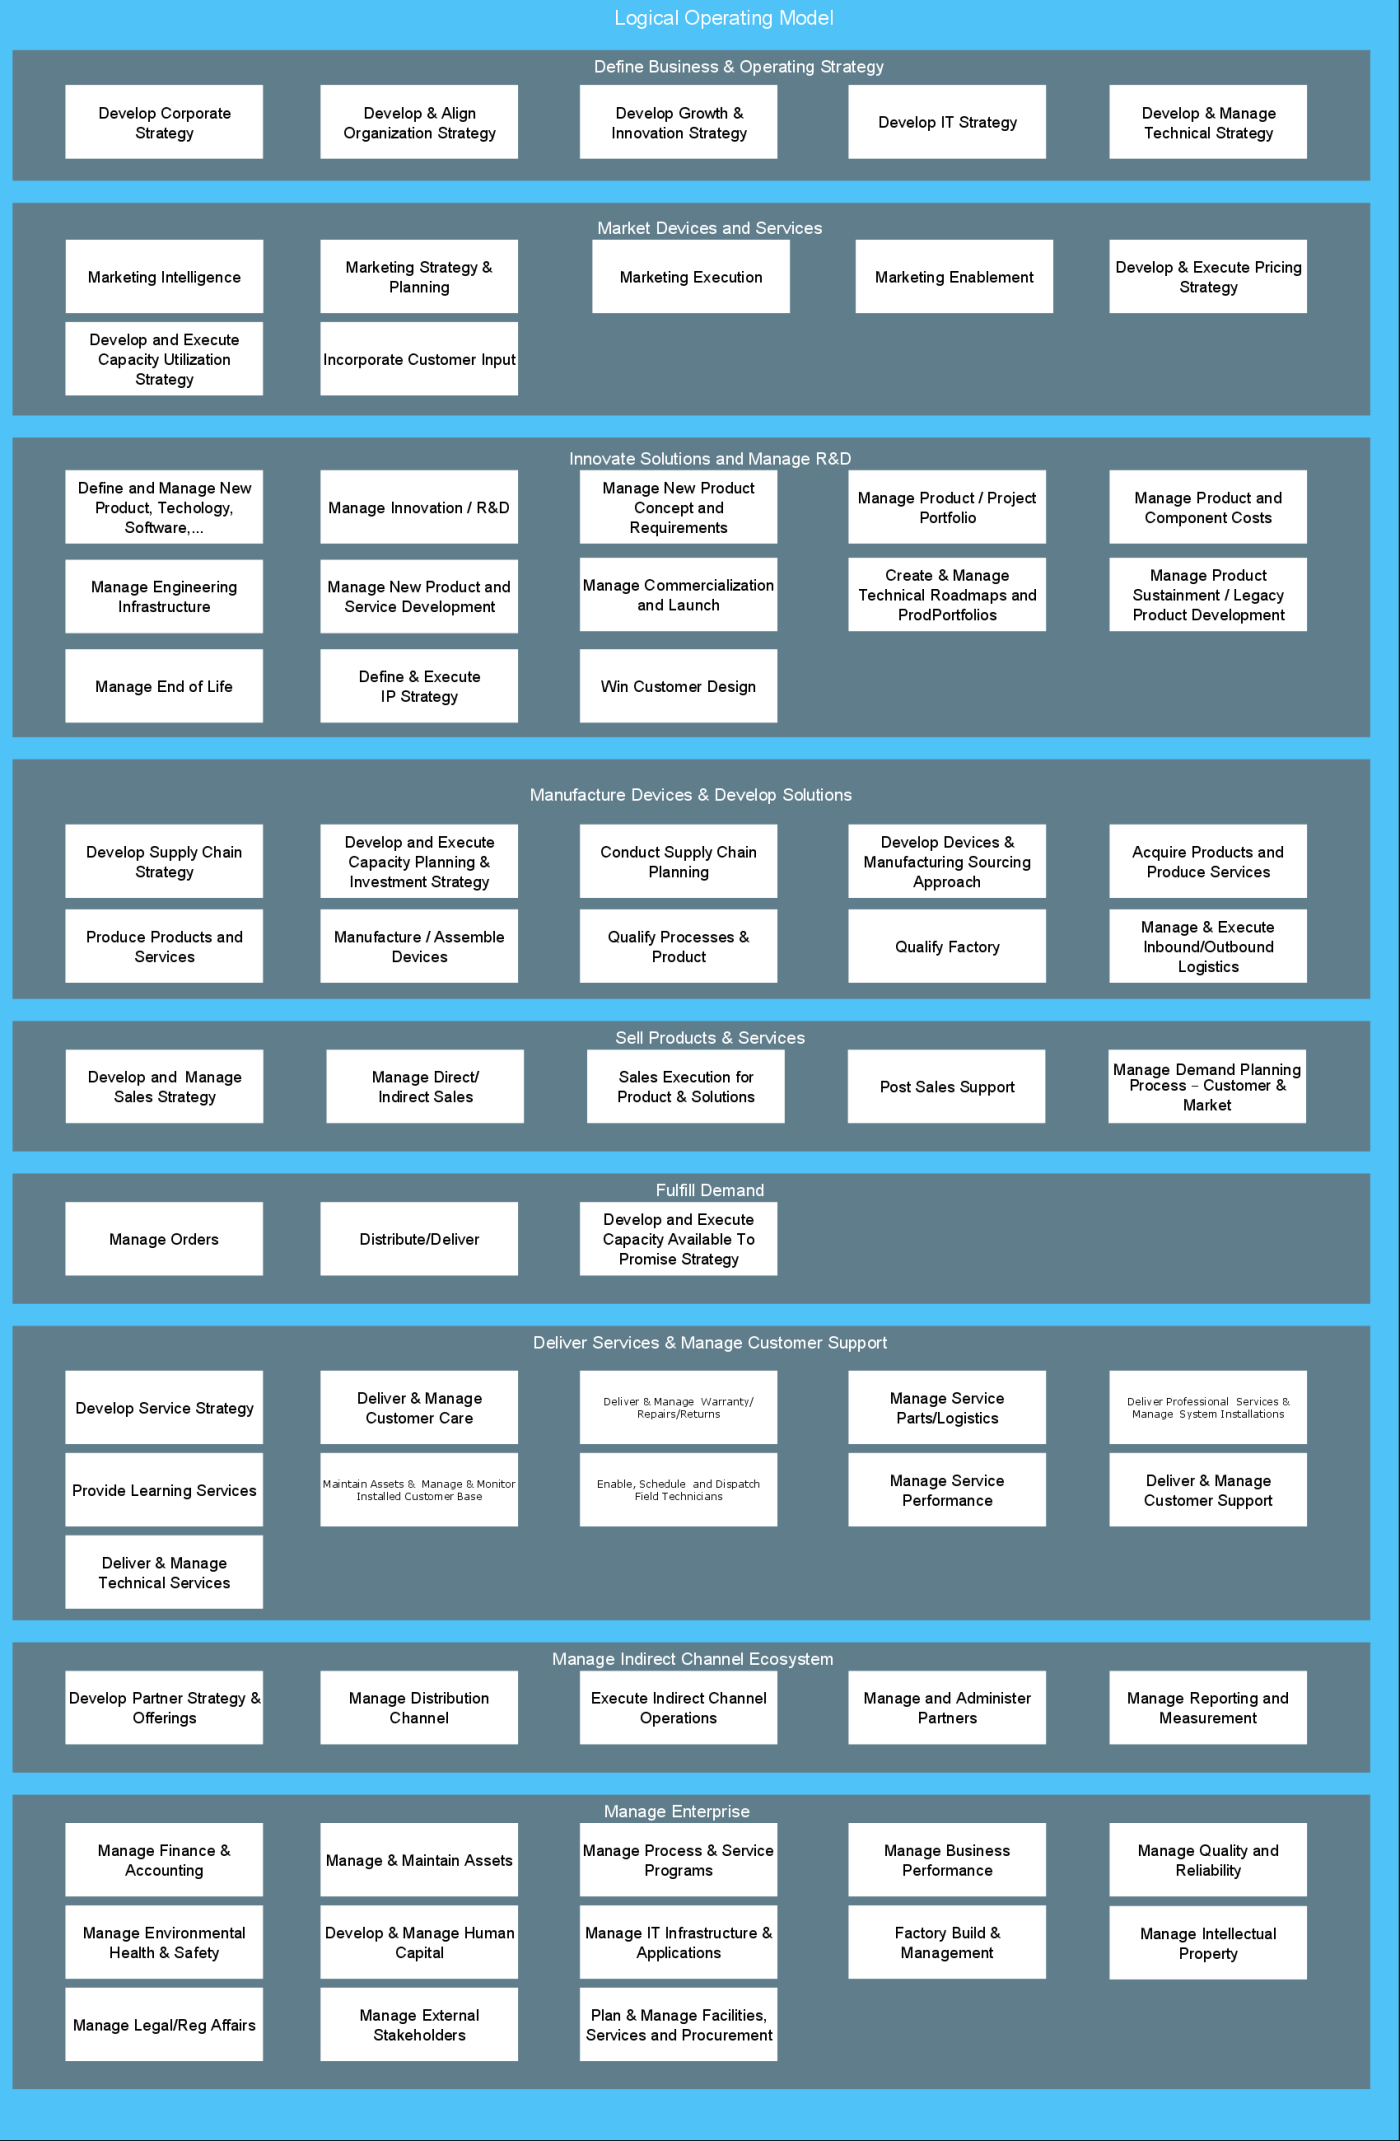 Logical Operating Model
Define Business & Operating Strategy
Develop Corporate
Strategy
Develop & Align
Organization Strategy
Develop Growth &
Innovation Strategy
Develop IT Strategy
Develop & Manage
Technical Strategy
Market Devices and Services
Marketing Intelligence
Marketing Strategy &
Planning
Marketing Execution
Marketing Enablement
Develop & Execute Pricing
Strategy
Develop and Execute
Capacity Utilization
Strategy
Incorporate Customer Input
Innovate Solutions and Manage R&D
Define and Manage New
Product, Techology,
Software,...
Manage Innovation / R&D
Manage New Product
Concept and
Requirements
Manage Product / Project
Portfolio
Manage Product and
Component Costs
Manage Engineering
Infrastructure
Manage New Product and
Service Development
Manage Commercialization
and Launch
Create & Manage
Technical Roadmaps and
ProdPortfolios
Manage Product
Sustainment / Legacy
Product Development
Manage End of Life
Define & Execute
IP Strategy
Win Customer Design
Manufacture Devices & Develop Solutions
Develop Supply Chain
Strategy
Develop and Execute
Capacity Planning &
Investment Strategy
Conduct Supply Chain
Planning
Develop Devices &
Manufacturing Sourcing
Approach
Acquire Products and
Produce Services
Produce Products and
Services
Manufacture / Assemble
Devices
Qualify Processes &
Product
Qualify Factory
Manage & Execute
Inbound/Outbound
Logistics
Sell Products & Services
Develop and  Manage
Sales Strategy
Manage Direct/
Indirect Sales
Sales Execution for
Product & Solutions
Post Sales Support
Manage Demand Planning
Process – Customer &
Market
Fulfill Demand
Manage Orders
Distribute/Deliver
Develop and Execute
Capacity Available To
Promise Strategy
Deliver Services & Manage Customer Support
Develop Service Strategy
Deliver & Manage
Customer Care
Deliver & Manage  Warranty/
Repairs/Returns
Manage Service
Parts/Logistics
Deliver Professional  Services &
Manage  System Installations
Provide Learning Services
Maintain Assets &  Manage & Monitor
Installed Customer Base
Enable, Schedule  and Dispatch
Field Technicians
Manage Service
Performance
Deliver & Manage
Customer Support
Deliver & Manage
Technical Services
Manage Indirect Channel Ecosystem
Develop Partner Strategy &
Offerings
Manage Distribution
Channel
Execute Indirect Channel
Operations
Manage and Administer
Partners
Manage Reporting and
Measurement
Manage Enterprise
Manage Finance &
Accounting
Manage & Maintain Assets
Manage Process & Service
Programs
Manage Business
Performance
Manage Quality and
Reliability
Manage Environmental
Health & Safety
Develop & Manage Human
Capital
Manage IT Infrastructure &
Applications
Factory Build &
Management
Manage Intellectual
Property
Manage Legal/Reg Affairs
Manage External
Stakeholders
Plan & Manage Facilities,
Services and Procurement